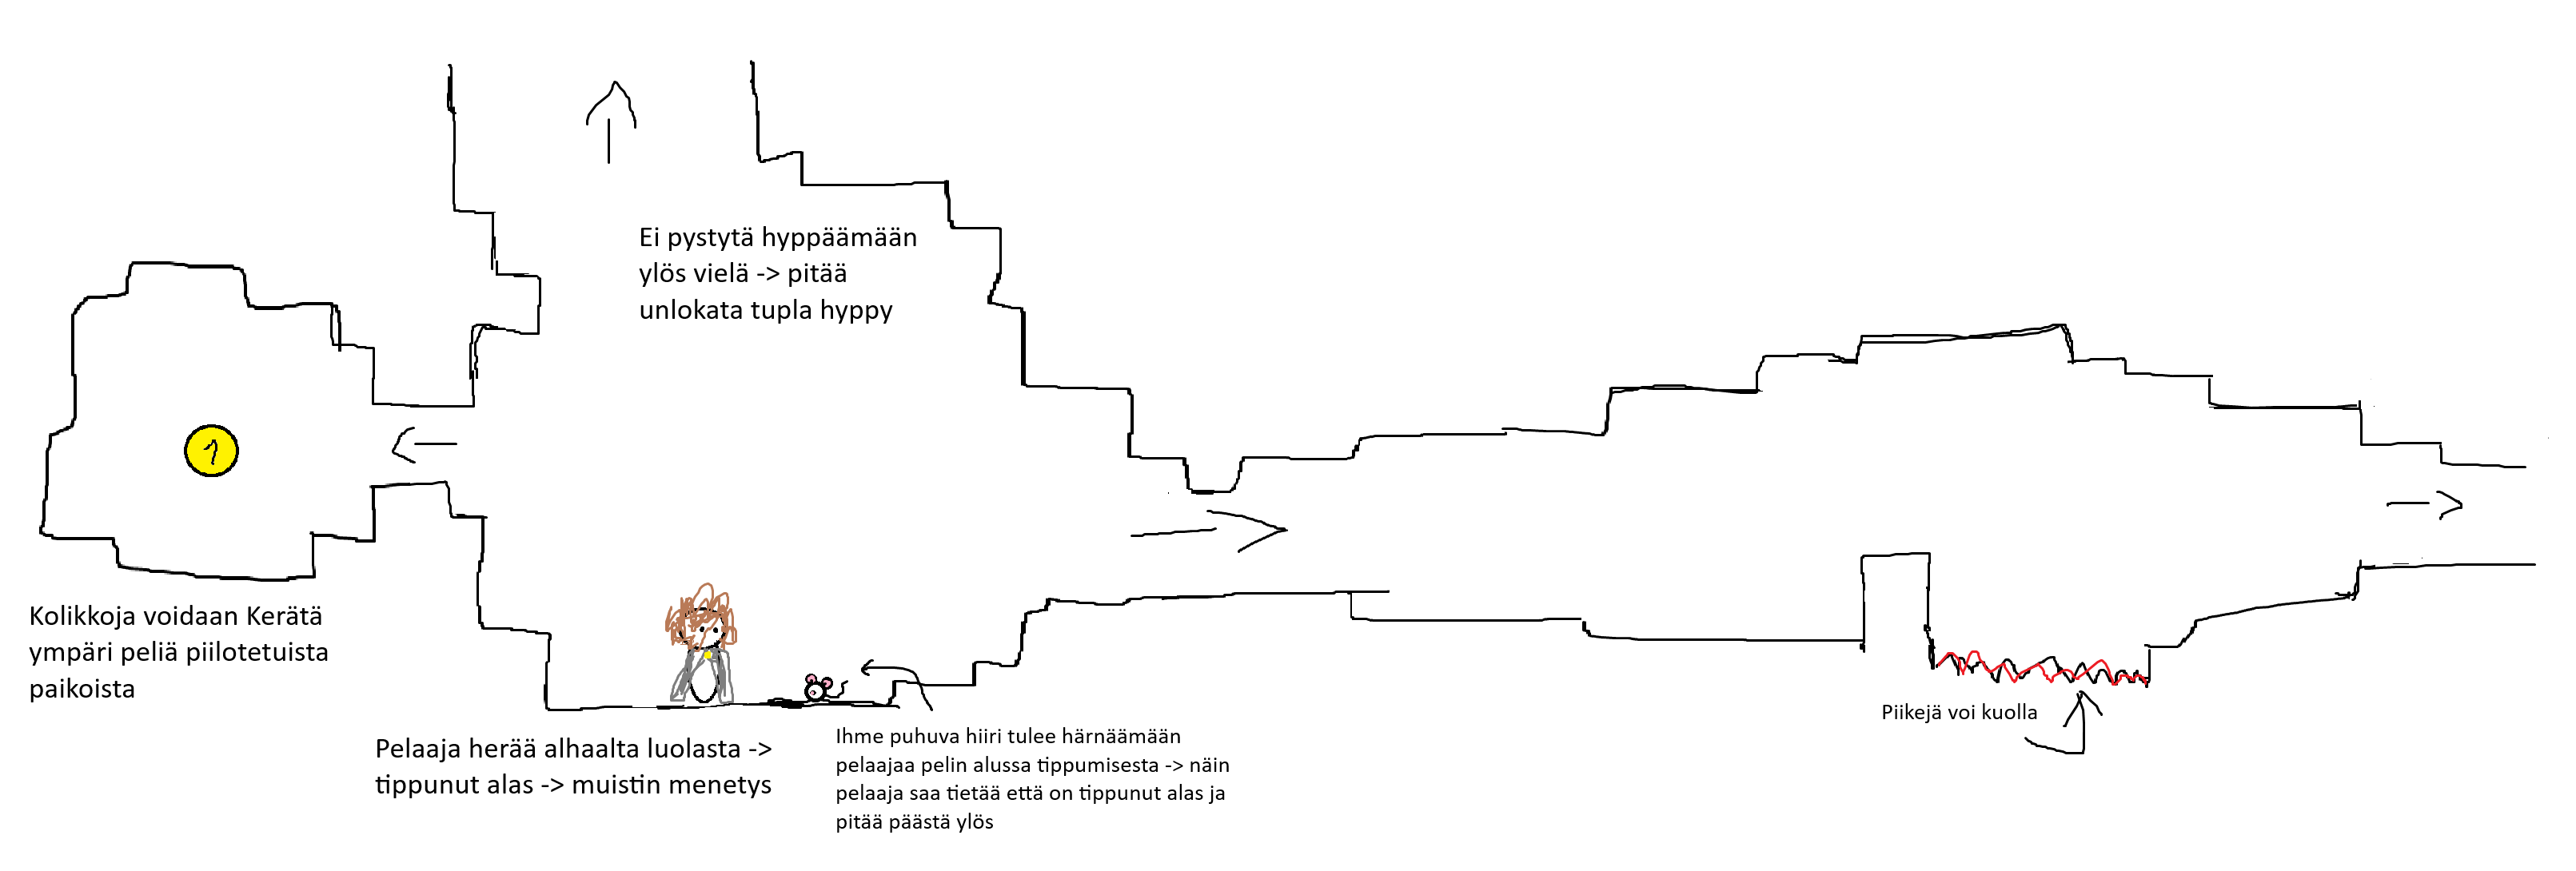 Ei pystytä hyppäämään
ylös vielä -> pitää
unlokata tupla hyppy
1
Kolikkoja voidaan Kerätä
ympäri peliä piilotetuista
paikoista
Pelaaja herää alhaalta luolasta ->
tippunut alas -> muistin menetys
Ihme puhuva hiiri tulee härnäämään
pelaajaa pelin alussa tippumisesta -> näin
pelaaja saa tietää että on tippunut alas ja
pitää päästä ylös
Piikejä voi kuolla